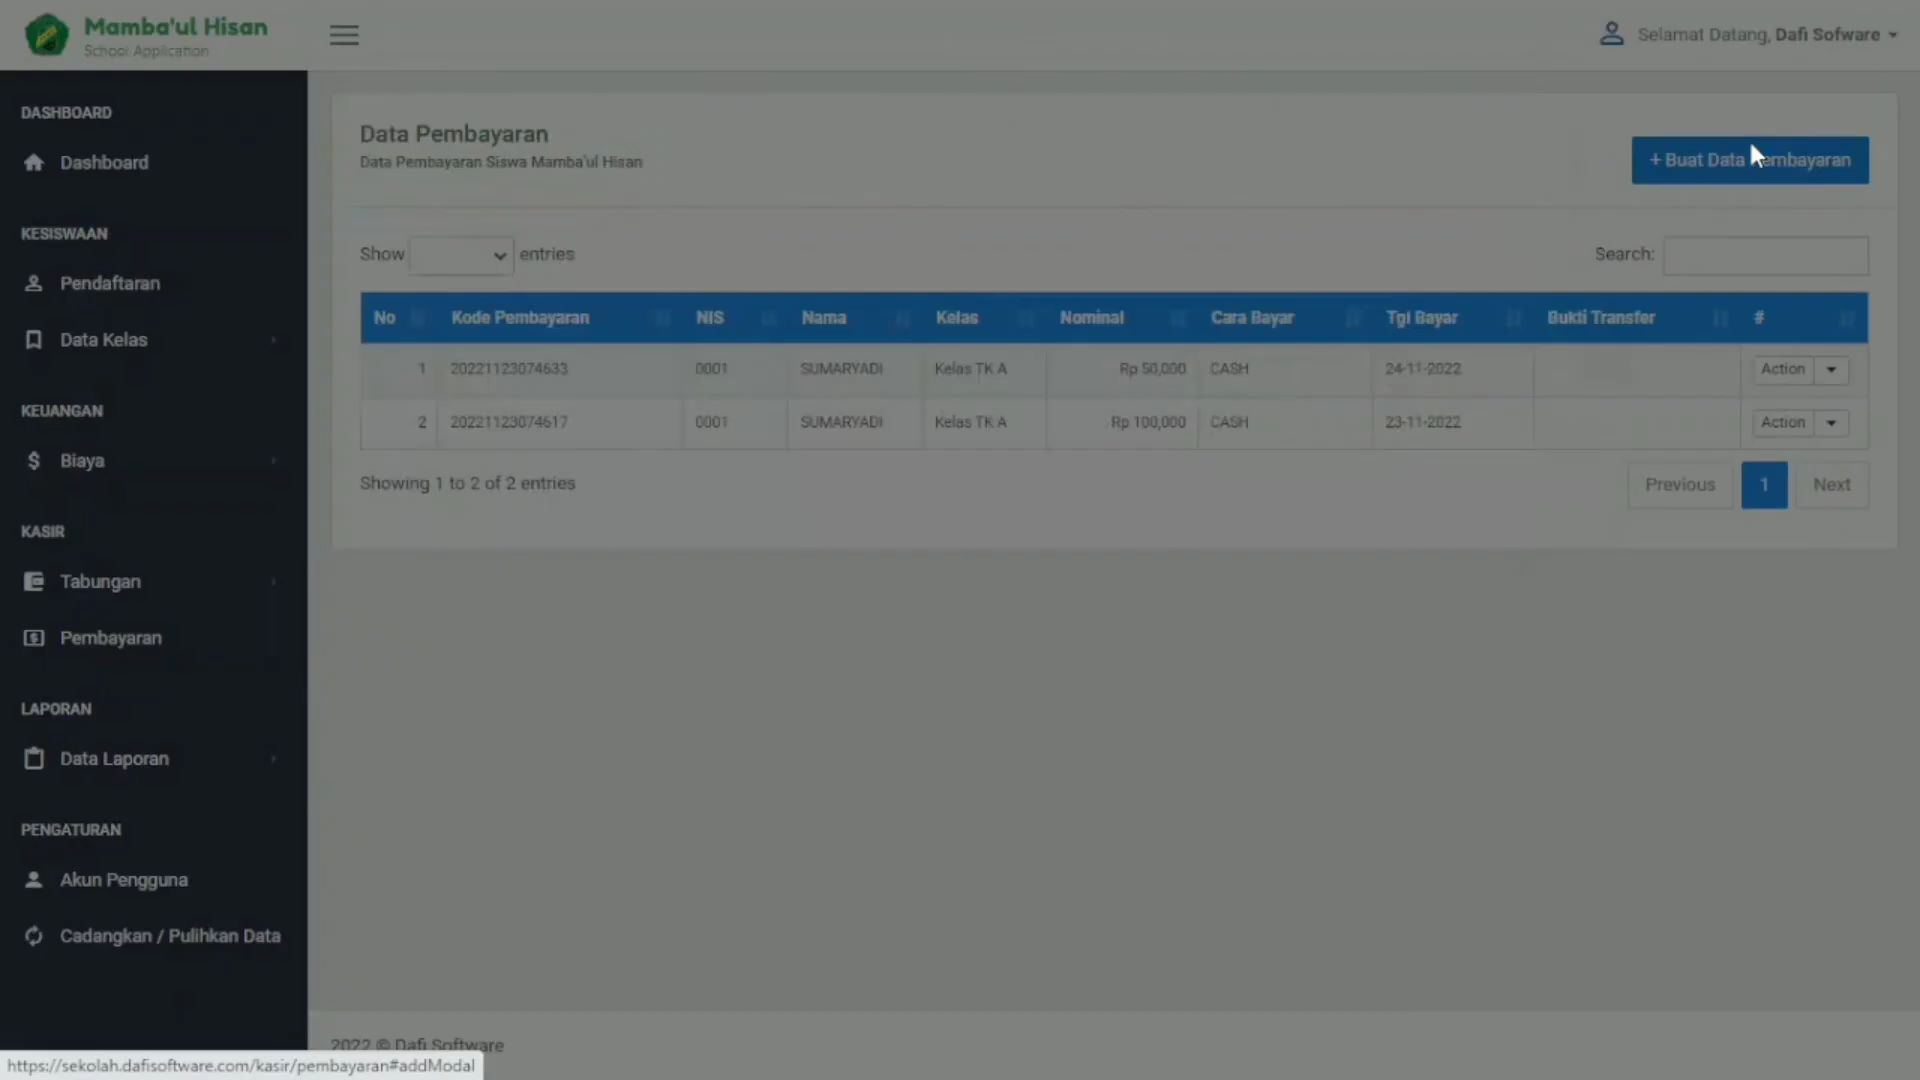 Mamba'ul Hisan
School Application
Selamat Datang, Dafi Sofware
DASHBOARD
Dashboard
KESISWAAN
Pendaftaran
Data Kelas
KEUANGAN
Biaya
KASIR
Tabungan
Pembayaran
LAPORAN
Data Laporan
PENGATURAN
Akun Pengguna
Cadangkan / Pulihkan Data
Data Pembayaran
Data Pembayaran Siswa Mamba'ul Hisan
+ Buat Data Pembayaran
Show entries
Search:
No Kode Pembayaran NIS Nama Kelas Nominal Cara Bayar Tgl Bayar Bukti Transfer #
1 20221123074633 0001 SUMARYADI Kelas TK A Rp 50,000 CASH 24-11-2022 Action
2 20221123074617 0001 SUMARYADI Kelas TK A Rp 100,000 CASH 23-11-2022 Action
Showing 1 to 2 of 2 entries
Previous 1 Next
2022 © Dafi Software
https://sekolah.dafisoftware.com/kasir/pembayaran#addModal